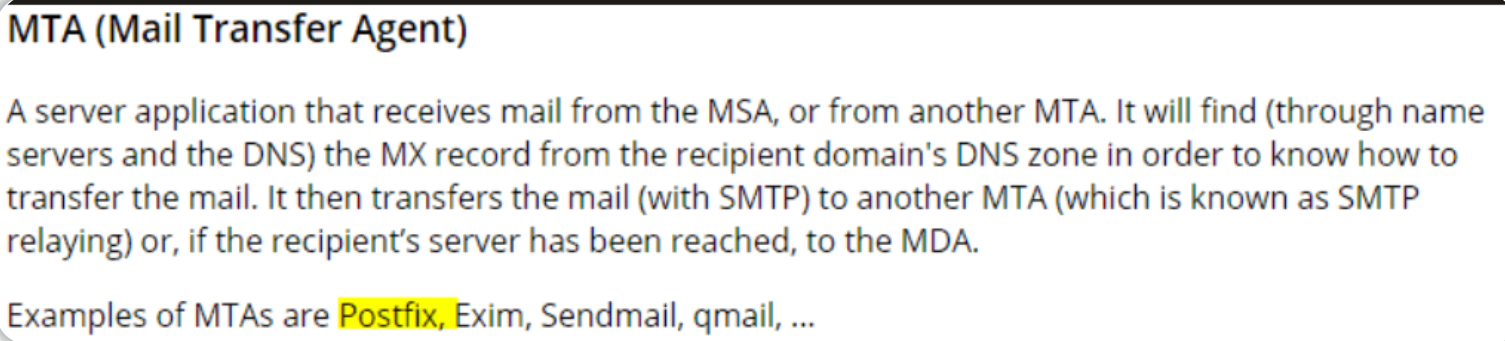 MTA (Mail Transfer Agent)
A server application that receives mail from the MSA, or from another MTA. It will find (through name
servers and the DNS) the MX record from the recipient domain's DNS zone in order to know how to
transfer the mail. It then transfers the mail (with SMTP) to another MTA (which is known as SMTP
relaying) or, if the recipient’s server has been reached, to the MDA.
Examples of MTAs are Postfix, Exim, Sendmail, qmail, ...